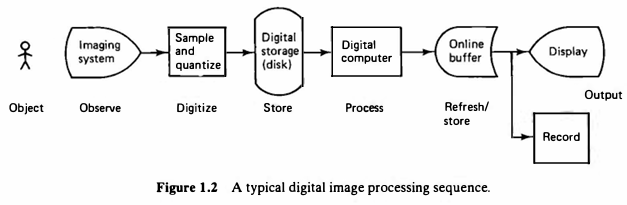 Imaging
system
Sample
and
quantize
Digital
storage
(disk)
Digital
computer
Online
buffer
Display
Object
Observe
Digitize
Store
Process
Refresh/
store
Output
Record
Figure 1.2 A typical digital image processing sequence.